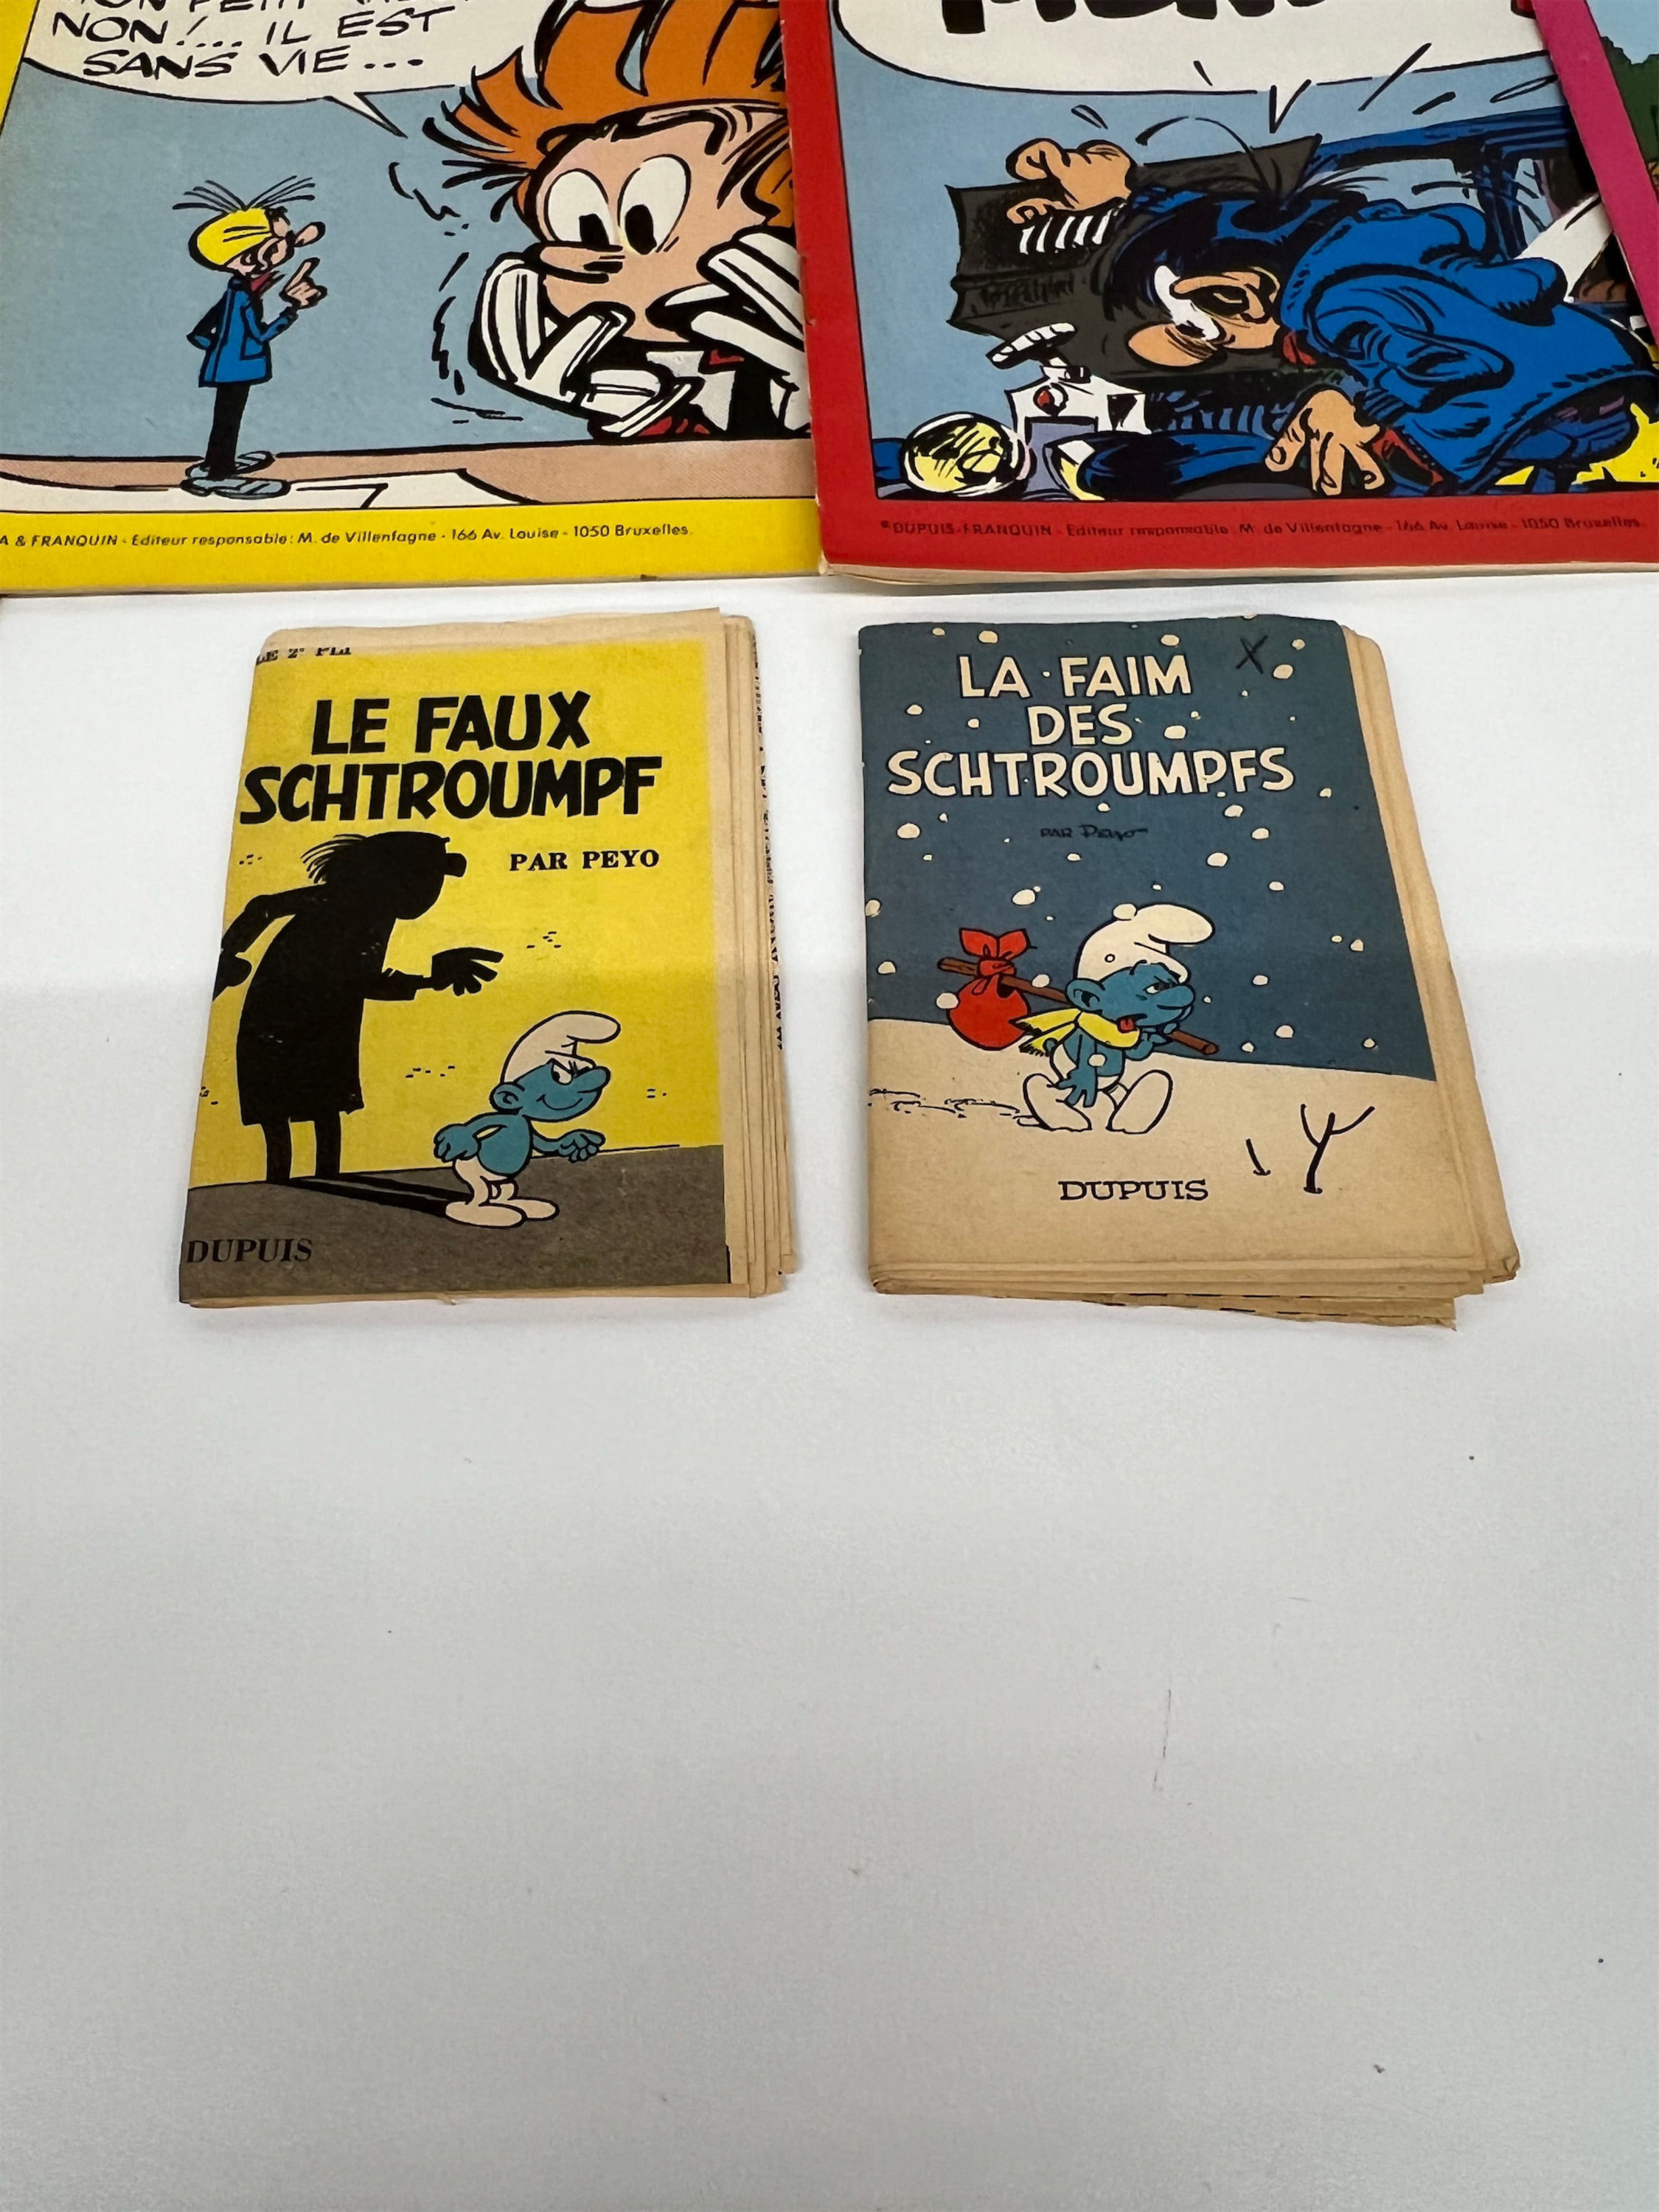 NON!... IL EST
SANS VIE...
A & FRANQUIN - Editeur responsable: M. de Villenfagne - 166 Av. Louise - 1050 Bruxelles.
©DUPUIS-FRANQUIN - Editeur responsable: M. de Villenfagne - 166 Av. Louise - 1050 Bruxelles.
LE FAUX
SCHTROUMPF
PAR PEYO
DUPUIS
LA FAIM
DES
SCHTROUMPFS
PAR Peyo
DUPUIS
X